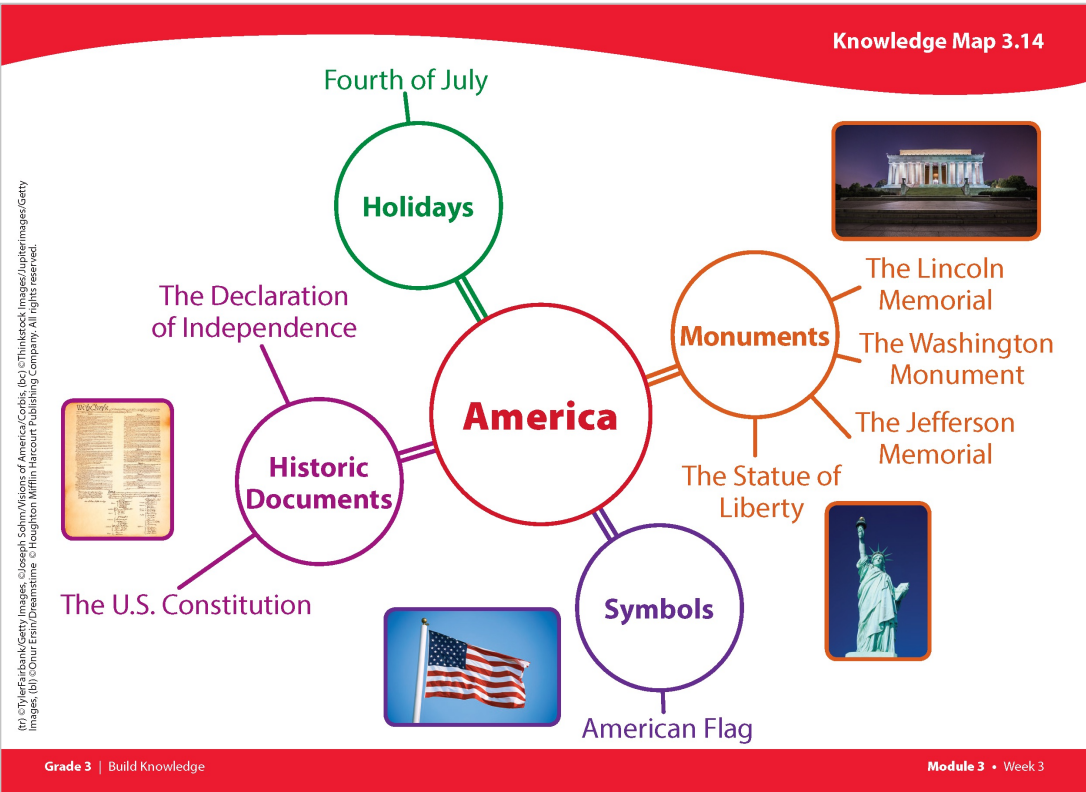 Knowledge Map 3.14
Fourth of July
Holidays
The Declaration
of Independence
Historic
Documents
The U.S. Constitution
America
Monuments
The Lincoln
Memorial
The Washington
Monument
The Jefferson
Memorial
The Statue of
Liberty
Symbols
American Flag
(tr) ©TylerFairbank/Getty Images, ©Joseph Sohm/Visions of America/Corbis, (bc) ©Thinkstock Images/Jupiterimages/Getty
Images, (bl) ©Onur Ersin/Dreamstime © Houghton Mifflin Harcourt Publishing Company. All rights reserved.
Grade 3 | Build Knowledge
Module 3 • Week 3